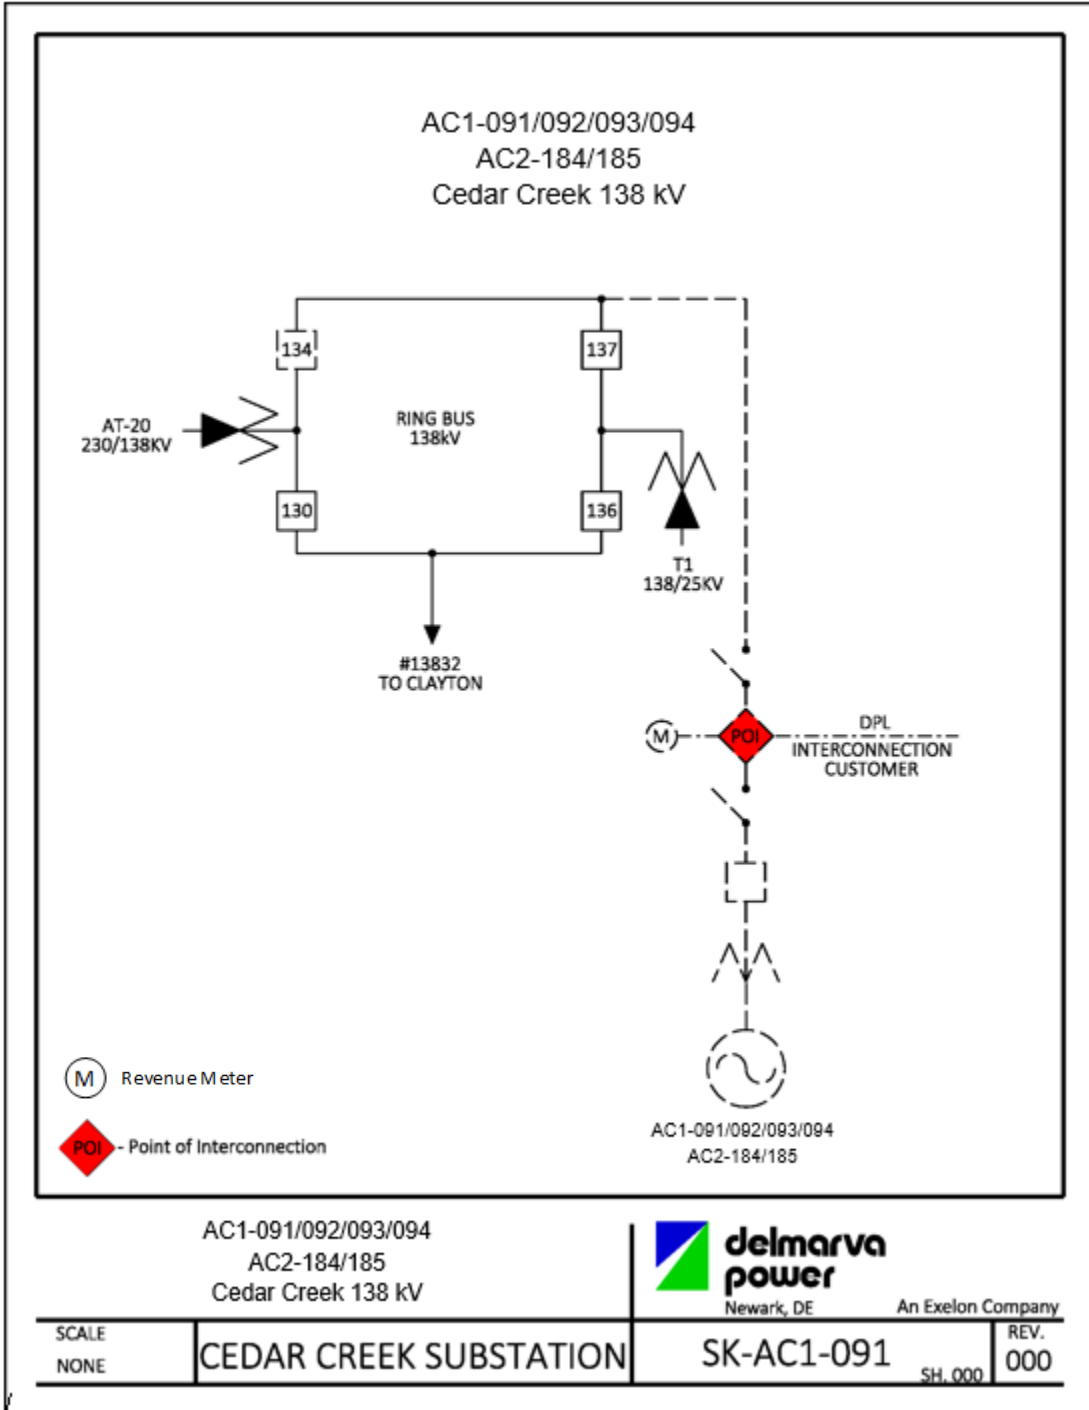 AC1-091/092/093/094
AC2-184/185
Cedar Creek 138 kV
134
137
AT-20
230/138KV
RING BUS
138kV
130
136
T1
138/25KV
#13832
TO CLAYTON
M
POI
DPL
INTERCONNECTION
CUSTOMER
M Revenue Meter
POI - Point of Interconnection
AC1-091/092/093/094
AC2-184/185
AC1-091/092/093/094
AC2-184/185
Cedar Creek 138 kV
delmarva
power
Newark, DE
An Exelon Company
SCALE
NONE
CEDAR CREEK SUBSTATION
SK-AC1-091
SH. 000
REV.
000